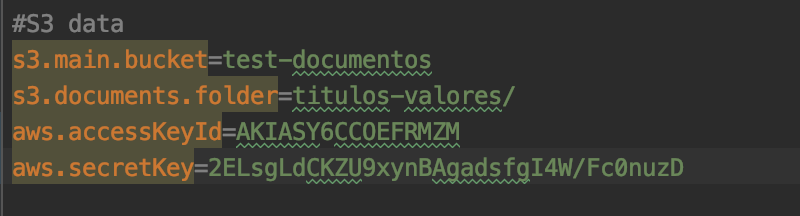 #S3 data
s3.main.bucket=test-documentos
s3.documents.folder=titulos-valores/
aws.accessKeyId=AKIASY6CCOEFRMZM
aws.secretKey=2ELsgLdCKZU9xynBAgadsfgI4W/Fc0nuzD